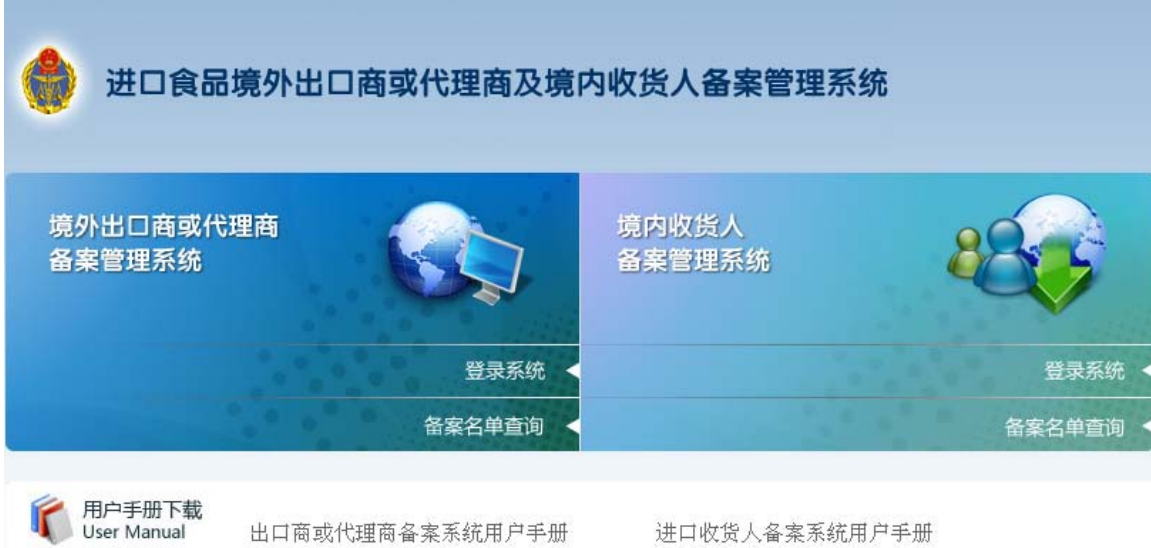 进口食品境外出口商或代理商及境内收货人备案管理系统
境外出口商或代理商
备案管理系统
登录系统
备案名单查询
境内收货人
备案管理系统
登录系统
备案名单查询
用户手册下载
User Manual
出口商或代理商备案系统用户手册
进口收货人备案系统用户手册